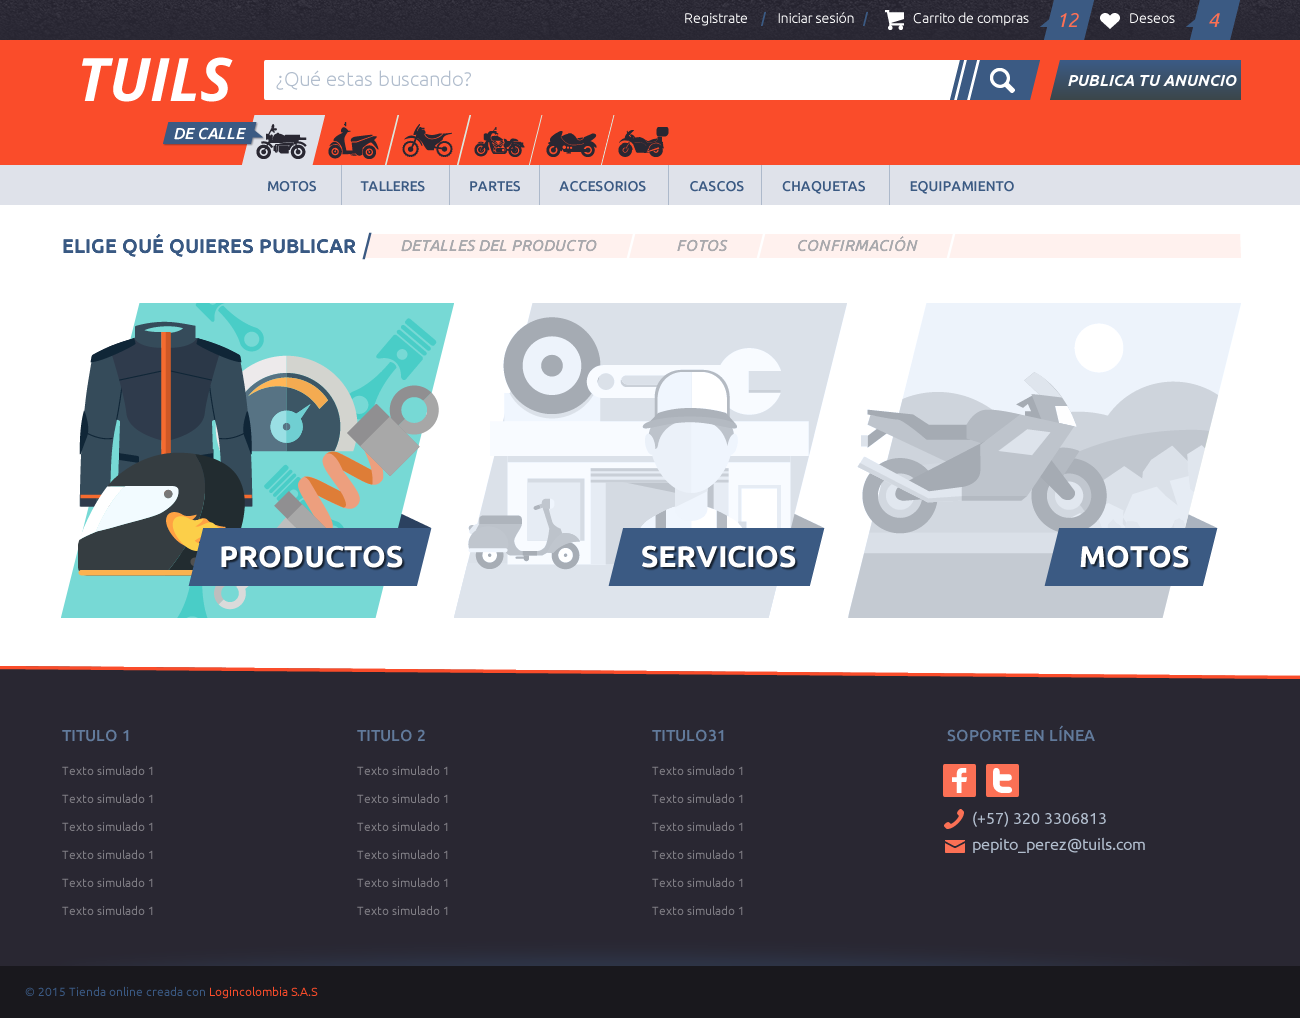 Registrate / Iniciar sesión / Carrito de compras 12 Deseos 4
TUILS ¿Qué estas buscando? PUBLICA TU ANUNCIO
DE CALLE
MOTOS TALLERES PARTES ACCESORIOS CASCOS CHAQUETAS EQUIPAMIENTO
ELIGE QUÉ QUIERES PUBLICAR / DETALLES DEL PRODUCTO FOTOS CONFIRMACIÓN
PRODUCTOS SERVICIOS MOTOS
TITULO 1 TITULO 2 TITULO31 SOPORTE EN LÍNEA
Texto simulado 1 Texto simulado 1 Texto simulado 1
Texto simulado 1 Texto simulado 1 Texto simulado 1
Texto simulado 1 Texto simulado 1 Texto simulado 1 (+57) 320 3306813
Texto simulado 1 Texto simulado 1 Texto simulado 1 pepito_perez@tuils.com
Texto simulado 1 Texto simulado 1 Texto simulado 1
Texto simulado 1 Texto simulado 1 Texto simulado 1
© 2015 Tienda online creada con Logincolombia S.A.S